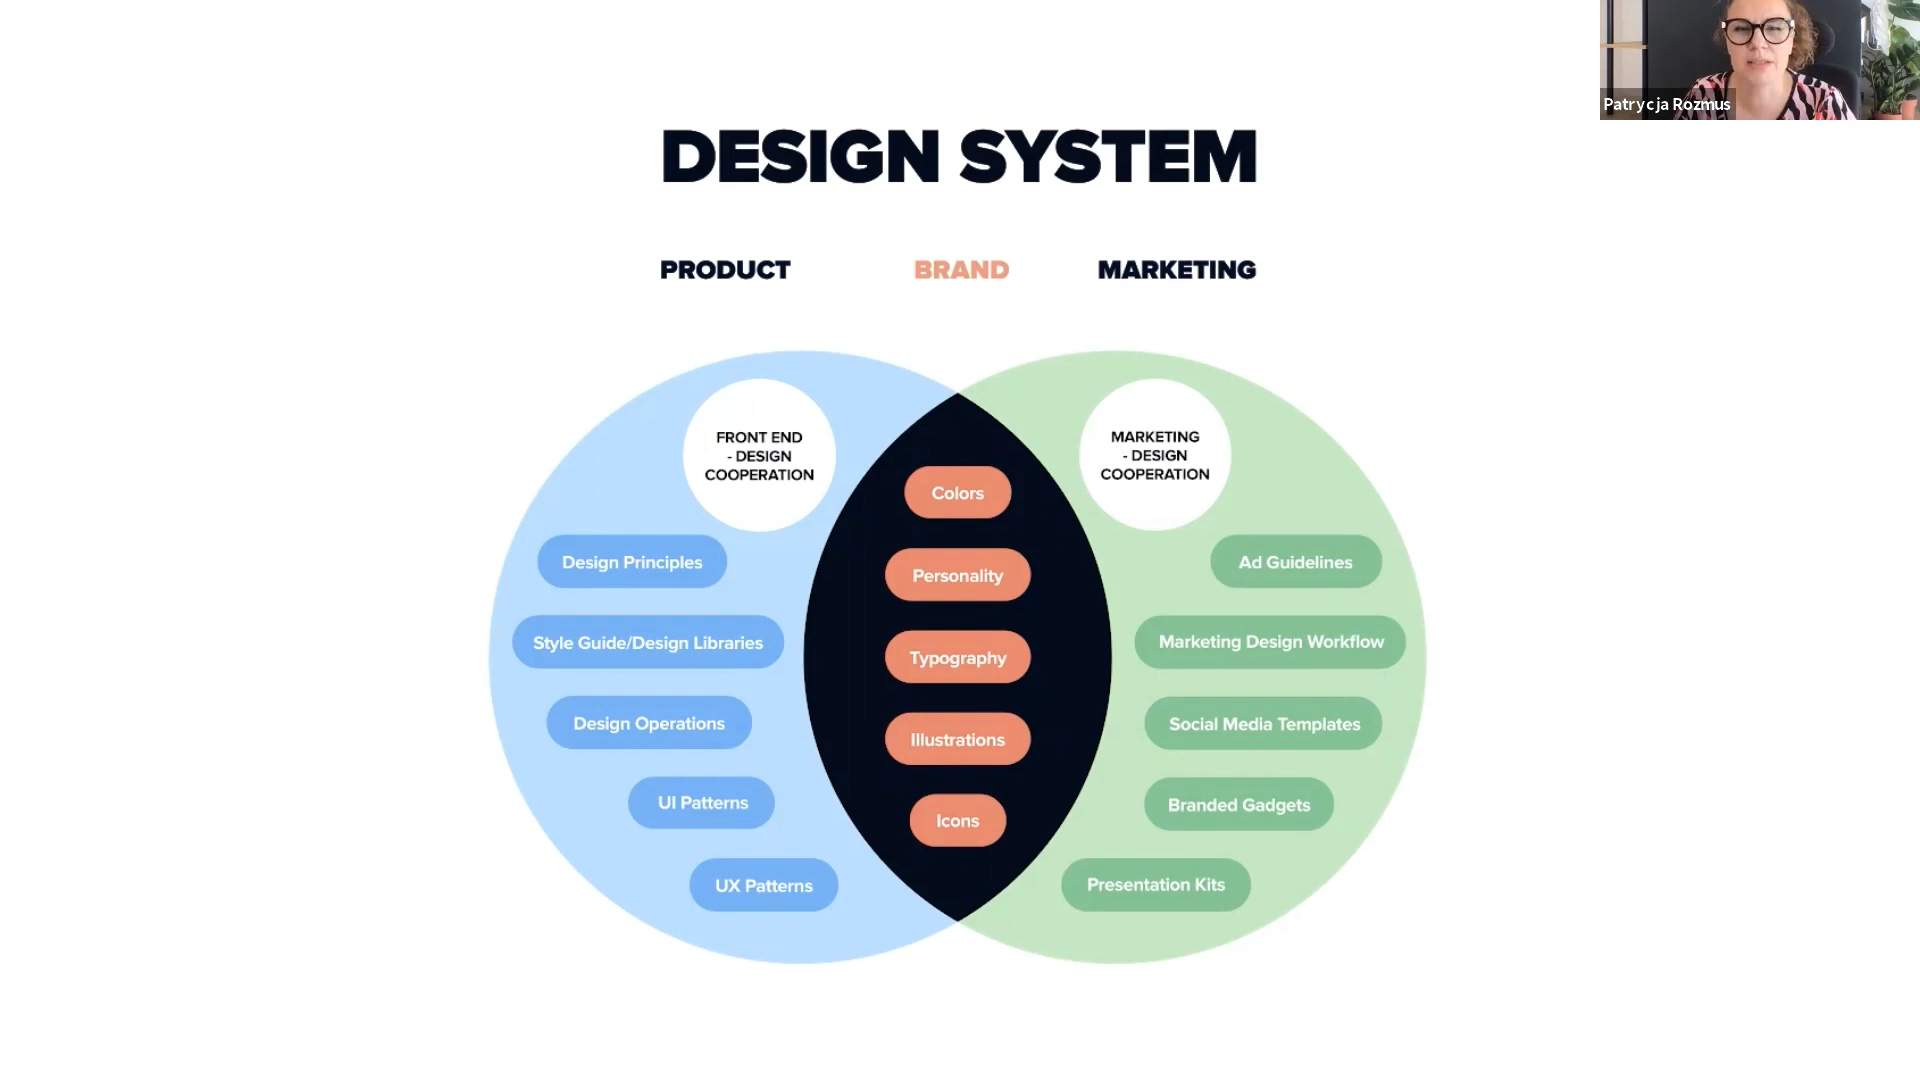 Patrycja Rozmus
DESIGN SYSTEM
PRODUCT
BRAND
MARKETING
FRONT END
- DESIGN
COOPERATION
Design Principles
Style Guide/Design Libraries
Design Operations
UI Patterns
UX Patterns
Colors
Personality
Typography
Illustrations
Icons
MARKETING
- DESIGN
COOPERATION
Ad Guidelines
Marketing Design Workflow
Social Media Templates
Branded Gadgets
Presentation Kits